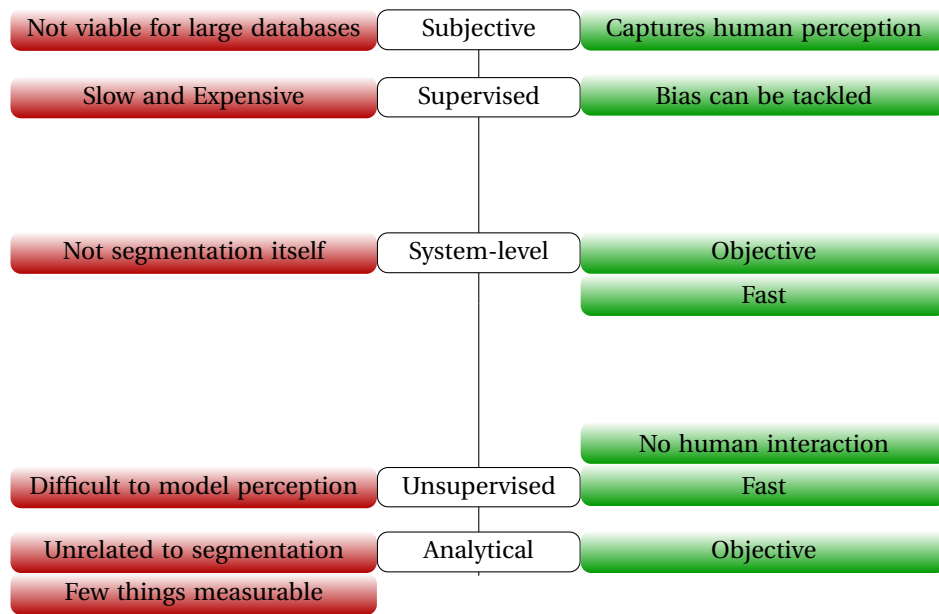 Not viable for large databases Subjective Captures human perception
Slow and Expensive Supervised Bias can be tackled
Not segmentation itself System-level Objective
Fast
No human interaction
Difficult to model perception Unsupervised Fast
Unrelated to segmentation Analytical Objective
Few things measurable